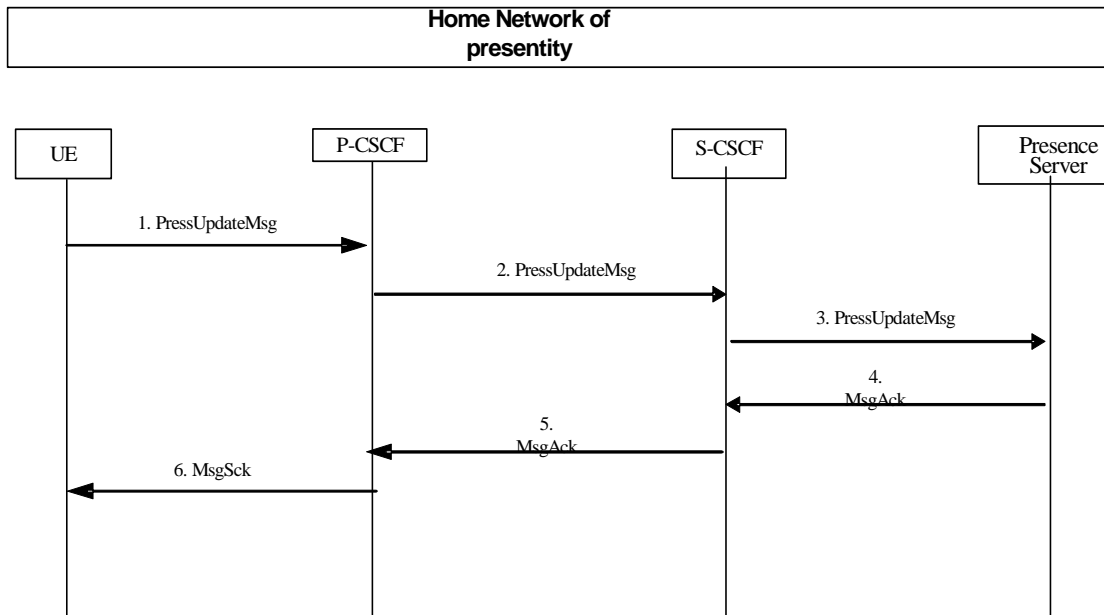 Home Network of
presentity
UE
P-CSCF
S-CSCF
Presence
Server
1. PressUpdateMsg
2. PressUpdateMsg
3. PressUpdateMsg
4.
MsgAck
5.
MsgAck
6. MsgSck